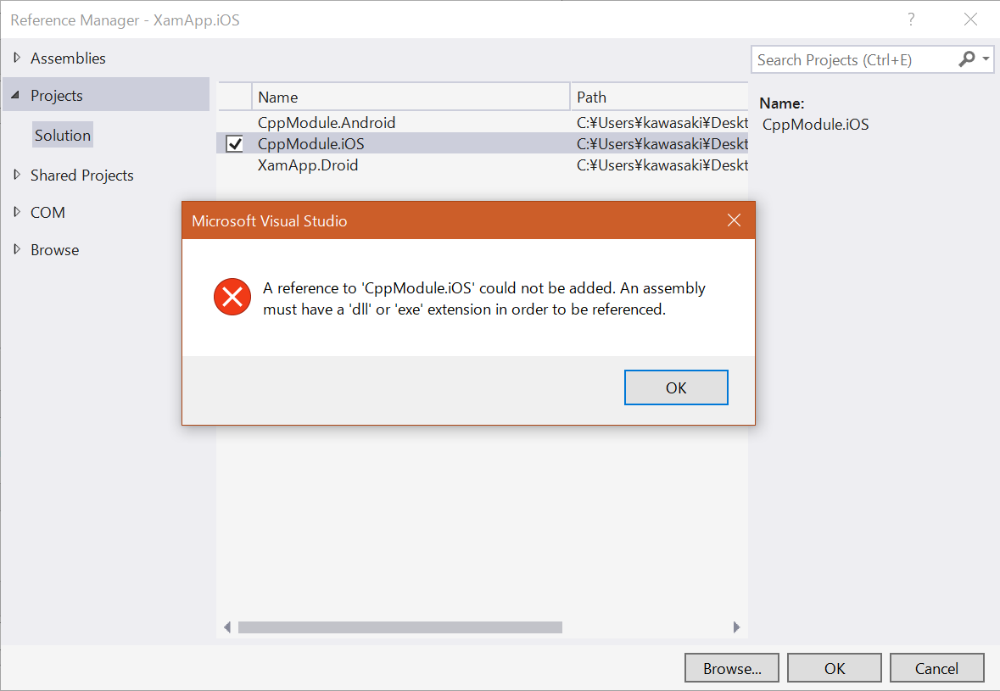 Reference Manager - XamApp.iOS
?
Assemblies
Projects
Solution
Shared Projects
COM
Browse
Name Path
CppModule.Android C:¥Users¥kawasaki¥Deskt
CppModule.iOS C:¥Users¥kawasaki¥Deskt
XamApp.Droid C:¥Users¥kawasaki¥Deskt
Search Projects (Ctrl+E)
Name:
CppModule.iOS
Microsoft Visual Studio
A reference to 'CppModule.iOS' could not be added. An assembly
must have a 'dll' or 'exe' extension in order to be referenced.
OK
Browse... OK Cancel